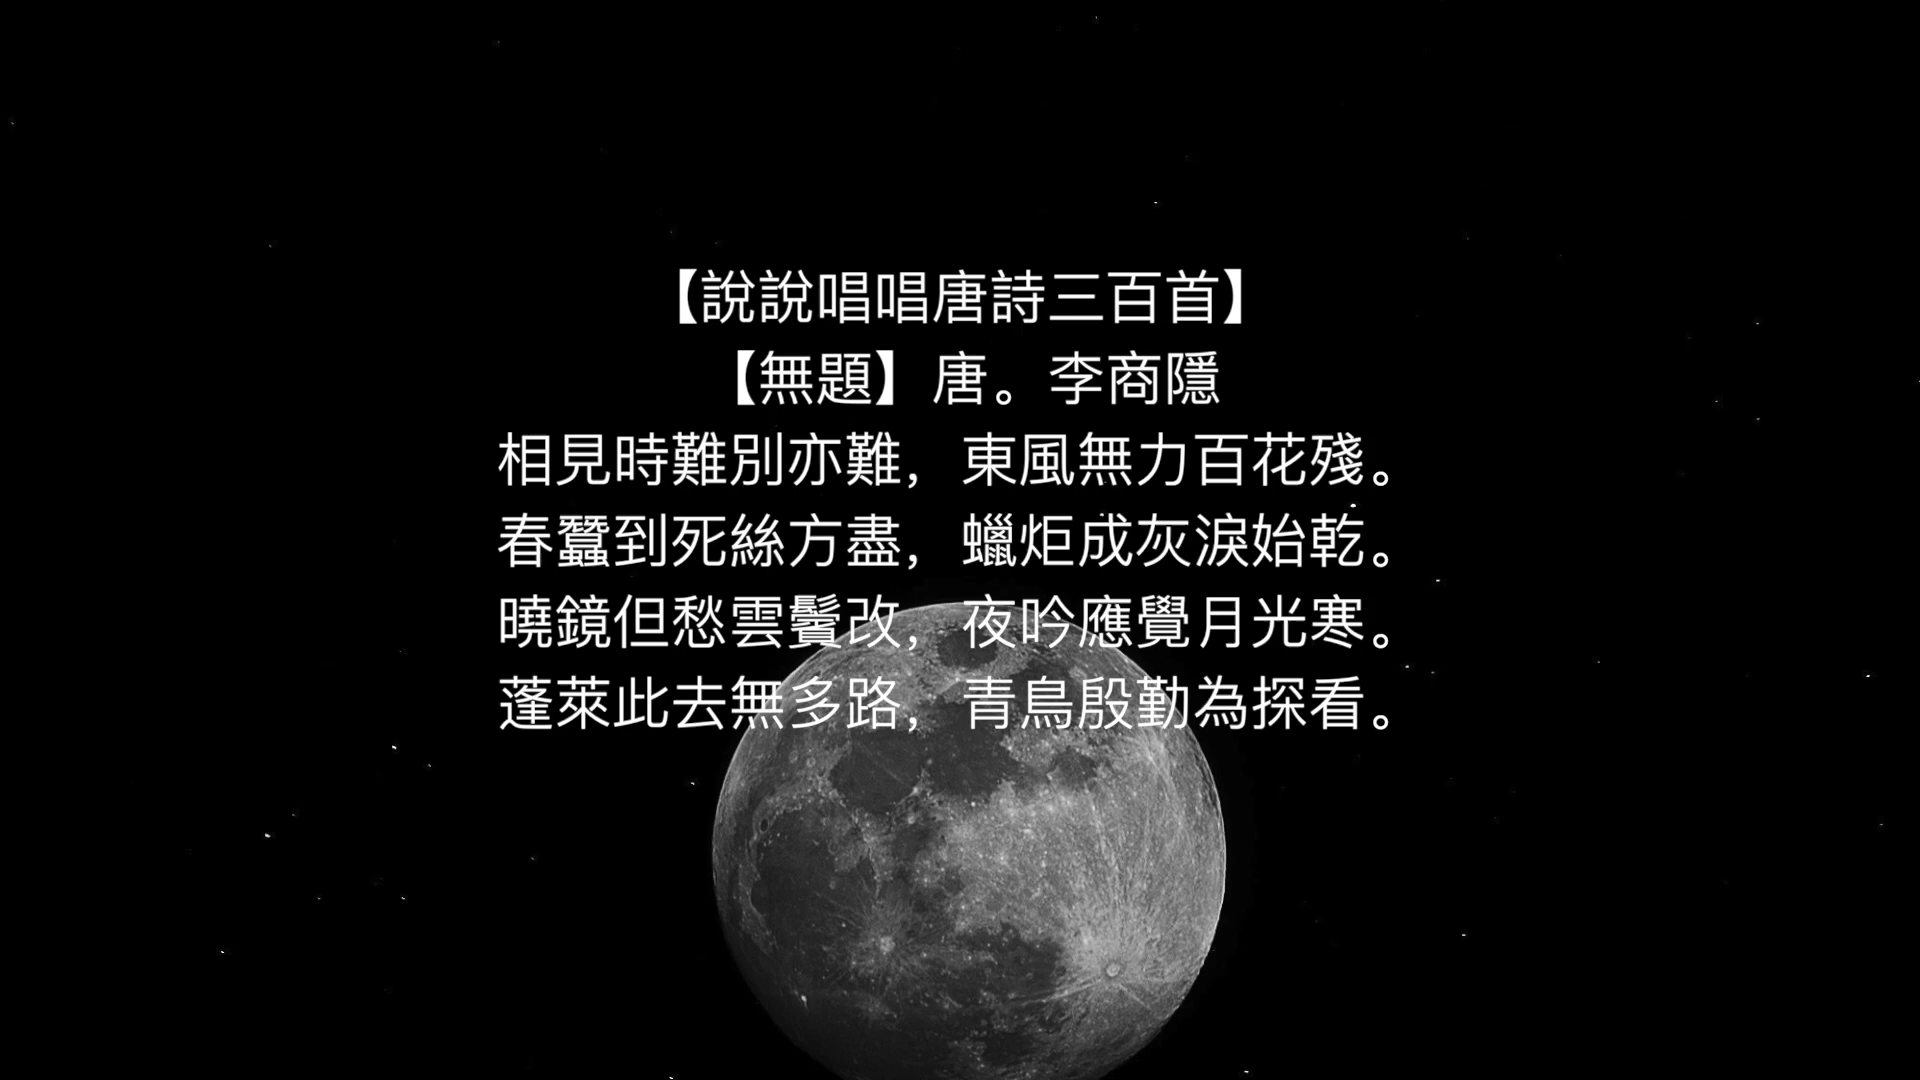 【說說唱唱唐詩三百首】
【無題】唐。李商隱
相見時難別亦難，東風無力百花殘。
春蠶到死絲方盡，蠟炬成灰淚始乾。
曉鏡但愁雲鬢改，夜吟應覺月光寒。
蓬萊此去無多路，青鳥殷勤為探看。